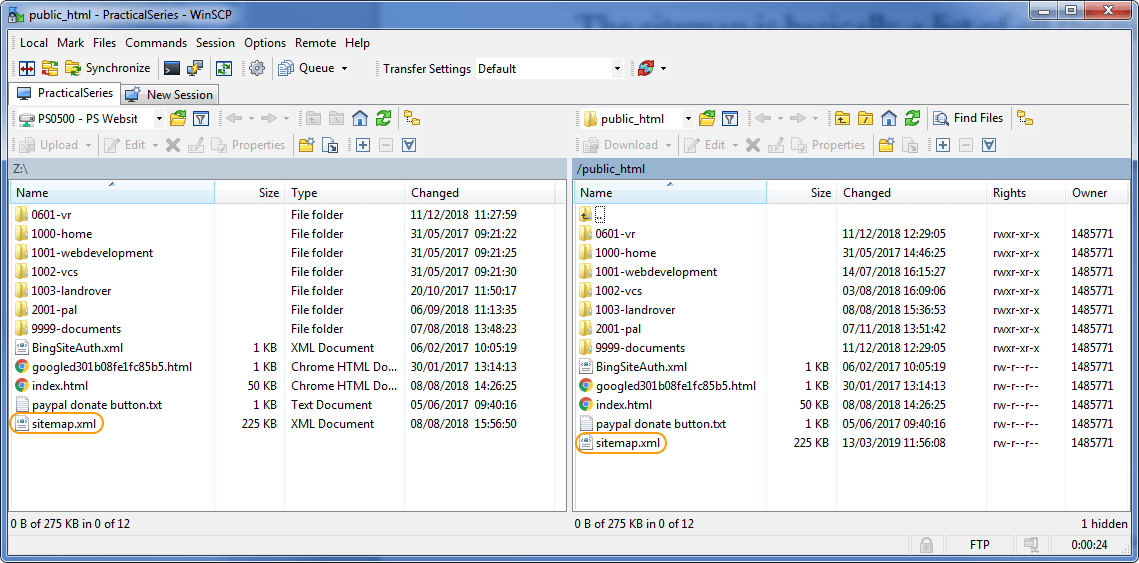 public_html - PracticalSeries - WinSCP
Local Mark Files Commands Session Options Remote Help
Synchronize Queue Transfer Settings Default
PracticalSeries New Session
PS0500 - PS Websit public_html Find Files
Upload Edit Properties Download Edit Properties
Z:\ /public_html
Name Size Type Changed
0601-vr File folder 11/12/2018 11:27:59
1000-home File folder 31/05/2017 09:21:22
1001-webdevelopment File folder 31/05/2017 09:21:25
1002-vcs File folder 31/05/2017 09:21:30
1003-landrover File folder 20/10/2017 11:50:17
2001-pal File folder 06/09/2018 11:13:35
9999-documents File folder 07/08/2018 13:48:23
BingSiteAuth.xml 1 KB XML Document 06/02/2017 10:05:19
googled301b08fe1fc85b5.html 1 KB Chrome HTML Do... 30/01/2017 13:14:13
index.html 50 KB Chrome HTML Do... 08/08/2018 14:26:25
paypal donate button.txt 1 KB Text Document 05/06/2017 09:40:16
sitemap.xml 225 KB XML Document 08/08/2018 15:56:50
0 B of 275 KB in 0 of 12
Name Size Changed Rights Owner
..
0601-vr 11/12/2018 12:29:05 rwxr-xr-x 1485771
1000-home 31/05/2017 14:46:25 rwxr-xr-x 1485771
1001-webdevelopment 14/07/2018 16:15:27 rwxr-xr-x 1485771
1002-vcs 03/08/2018 16:09:06 rwxr-xr-x 1485771
1003-landrover 08/08/2018 15:36:53 rwxr-xr-x 1485771
2001-pal 07/11/2018 13:51:42 rwxr-xr-x 1485771
9999-documents 11/12/2018 12:29:05 rwxr-xr-x 1485771
BingSiteAuth.xml 1 KB 06/02/2017 10:05:19 rw-r--r-- 1485771
googled301b08fe1fc85b5.html 1 KB 30/01/2017 13:14:13 rw-r--r-- 1485771
index.html 50 KB 08/08/2018 14:26:25 rw-r--r-- 1485771
paypal donate button.txt 1 KB 05/06/2017 09:40:16 rw-r--r-- 1485771
sitemap.xml 225 KB 13/03/2019 11:56:08 rw-r--r-- 1485771
0 B of 275 KB in 0 of 12 1 hidden
FTP 0:00:24